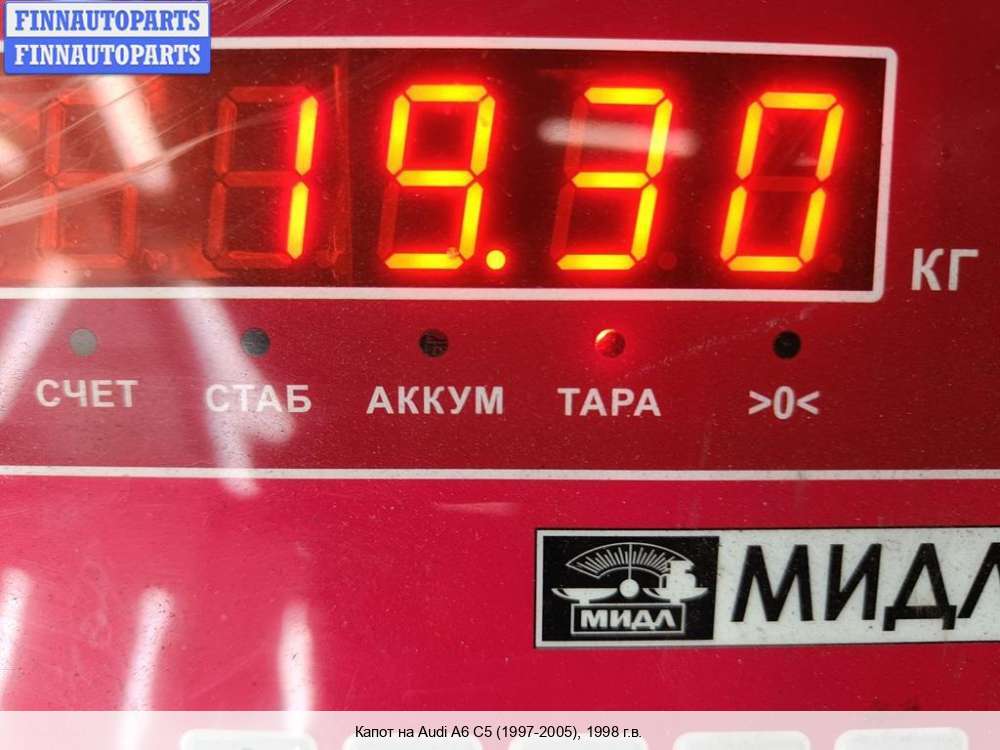 FINNAUTOPARTS
FINNAUTOPARTS
19.30
КГ
СЧЕТ СТАБ АККУМ ТАРА >0<
МИДЛ
МИДЛ
Капот на Audi A6 C5 (1997-2005), 1998 г.в.